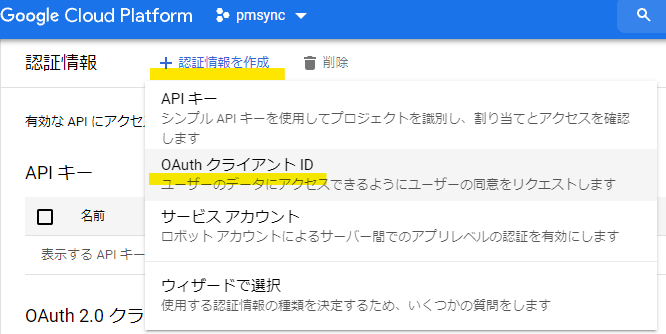 Google Cloud Platform pmsync
認証情報 + 認証情報を作成 削除
有効な API にアクセス
API キー
シンプル API キーを使用してプロジェクトを識別し、割り当てとアクセスを確認
します
API キー
OAuth クライアント ID
ユーザーのデータにアクセスできるようにユーザーの同意をリクエストします
名前
サービス アカウント
ロボット アカウントによるサーバー間でのアプリレベルの認証を有効にします
表示する API キー
ウィザードで選択
使用する認証情報の種類を決定するため、いくつかの質問をします
OAuth 2.0 クラ